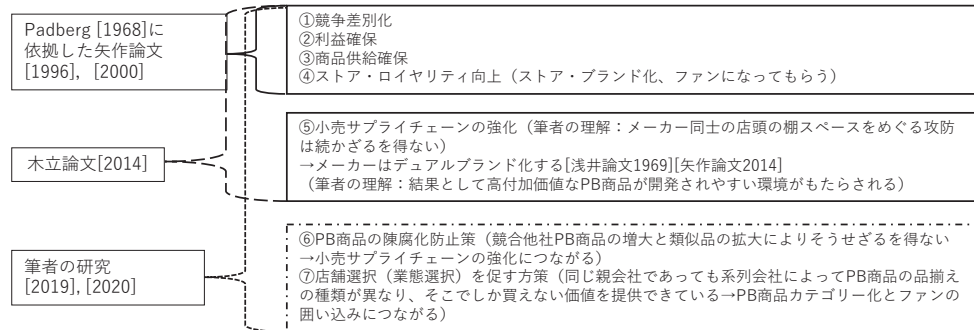 Padberg [1968]に
依拠した矢作論文
[1996]，[2000]
①競争差別化
②利益確保
③商品供給確保
④ストア・ロイヤリティ向上（ストア・ブランド化、ファンになってもらう）
木立論文[2014]
⑤小売サプライチェーンの強化（筆者の理解：メーカー同士の店頭の棚スペースをめぐる攻防
は続かざるを得ない）
→メーカーはデュアルブランド化する[浅井論文1969][矢作論文2014]
（筆者の理解：結果として高付加価値なPB商品が開発されやすい環境がもたらされる）
筆者の研究
[2019], [2020]
⑥PB商品の陳腐化防止策（競合他社PB商品の増大と類似品の拡大によりそうせざるを得ない
→小売サプライチェーンの強化につながる）
⑦店舗選択（業態選択）を促す方策（同じ親会社であっても系列会社によってPB商品の品揃え
の種類が異なり、そこでしか買えない価値を提供できている→PB商品カテゴリー化とファンの
囲い込みにつながる）